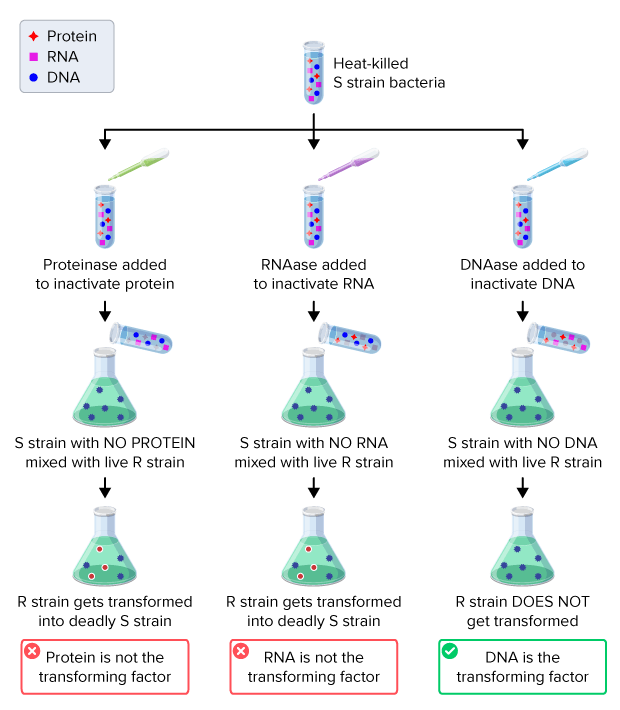 Protein
RNA
DNA
Heat-killed
S strain bacteria
Proteinase added
to inactivate protein
RNAase added
to inactivate RNA
DNAase added to
inactivate DNA
S strain with NO PROTEIN
mixed with live R strain
S strain with NO RNA
mixed with live R strain
S strain with NO DNA
mixed with live R strain
R strain gets transformed
into deadly S strain
R strain gets transformed
into deadly S strain
R strain DOES NOT
get transformed
Protein is not the
transforming factor
RNA is not the
transforming factor
DNA is the
transforming factor